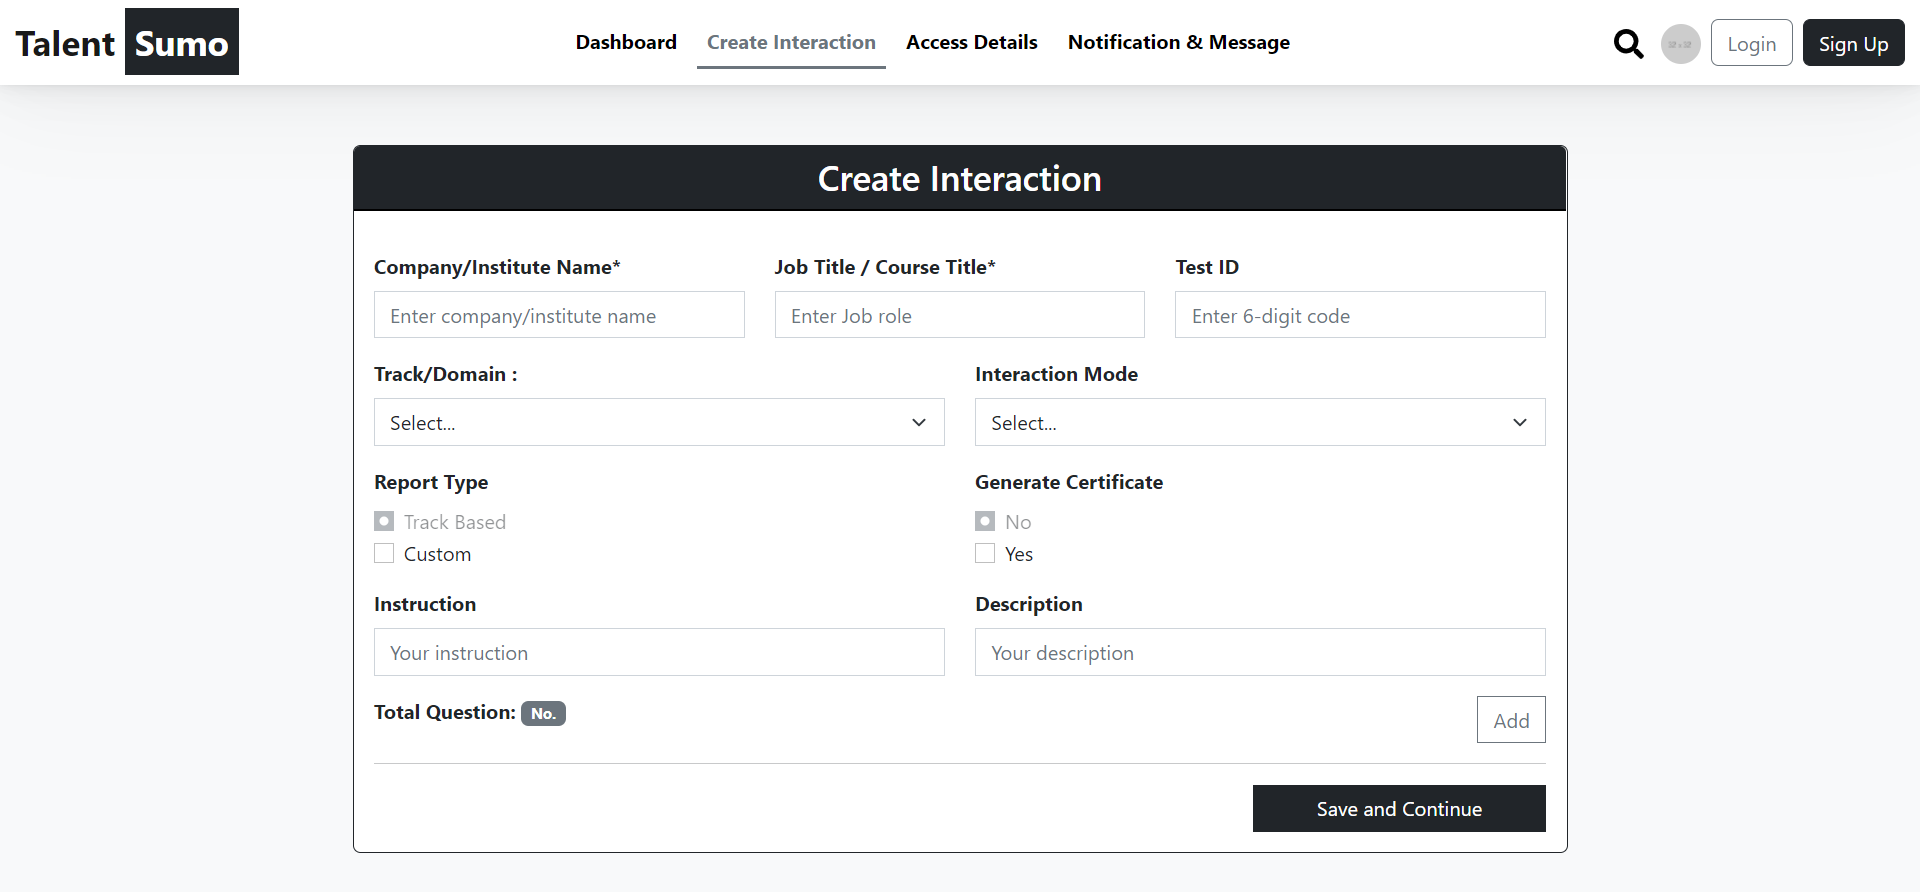 Talent Sumo
Dashboard Create Interaction Access Details Notification & Message
Login Sign Up
Create Interaction
Company/Institute Name* Job Title / Course Title* Test ID
Enter company/institute name Enter Job role Enter 6-digit code
Track/Domain : Interaction Mode
Select... Select...
Report Type Generate Certificate
Track Based No
Custom Yes
Instruction Description
Your instruction Your description
Total Question: No. Add
Save and Continue